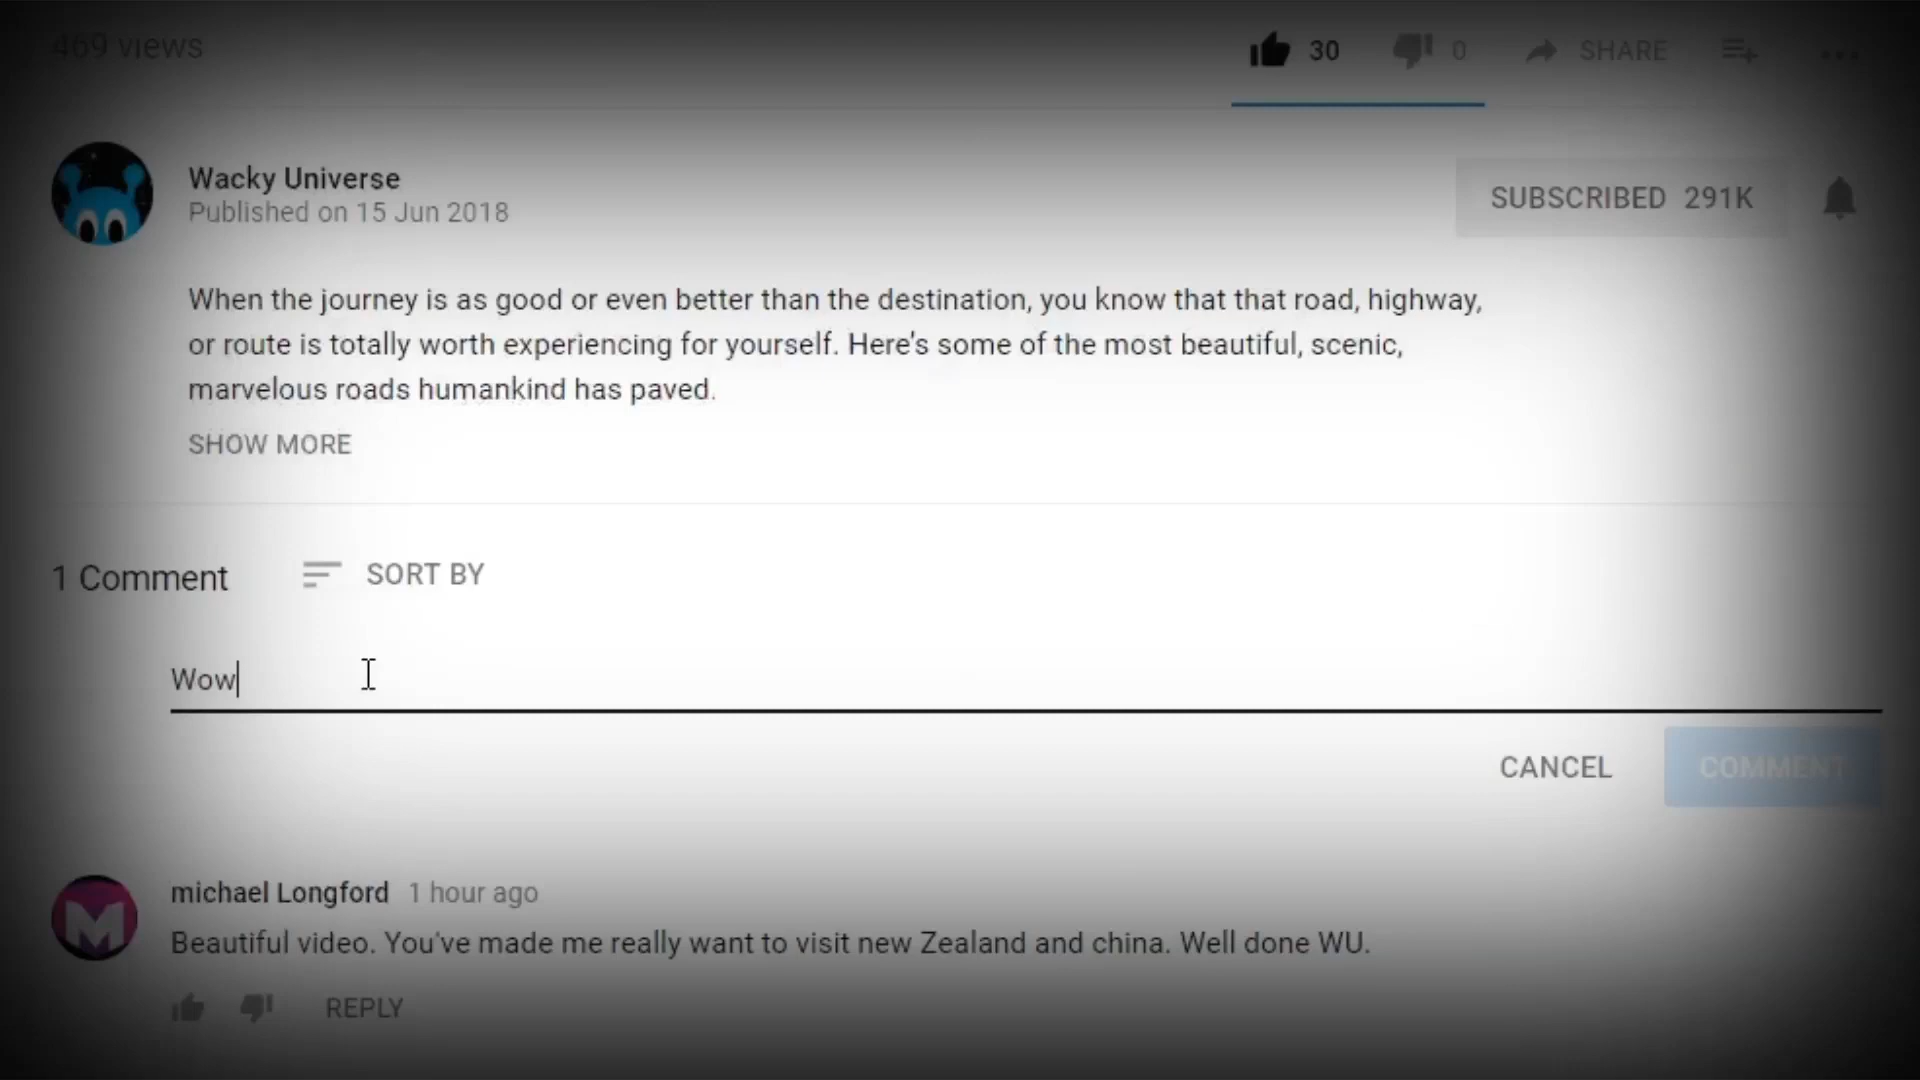 469 views
30
0
SHARE
Wacky Universe
Published on 15 Jun 2018
SUBSCRIBED 291K
When the journey is as good or even better than the destination, you know that that road, highway,
or route is totally worth experiencing for yourself. Here's some of the most beautiful, scenic,
marvelous roads humankind has paved.
SHOW MORE
1 Comment
SORT BY
Wow
CANCEL
COMMENT
M
michael Longford 1 hour ago
Beautiful video. You've made me really want to visit new Zealand and china. Well done WU.
REPLY